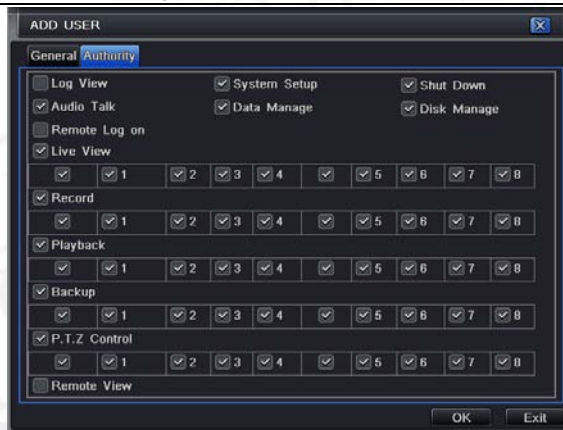 ADD USER
General Authority
Log View System Setup Shut Down
Audio Talk Data Manage Disk Manage
Remote Log on
Live View
1 2 3 4 5 6 7 8
Record
1 2 3 4 5 6 7 8
Playback
1 2 3 4 5 6 7 8
Backup
1 2 3 4 5 6 7 8
P.T.Z Control
1 2 3 4 5 6 7 8
Remote View
OK Exit